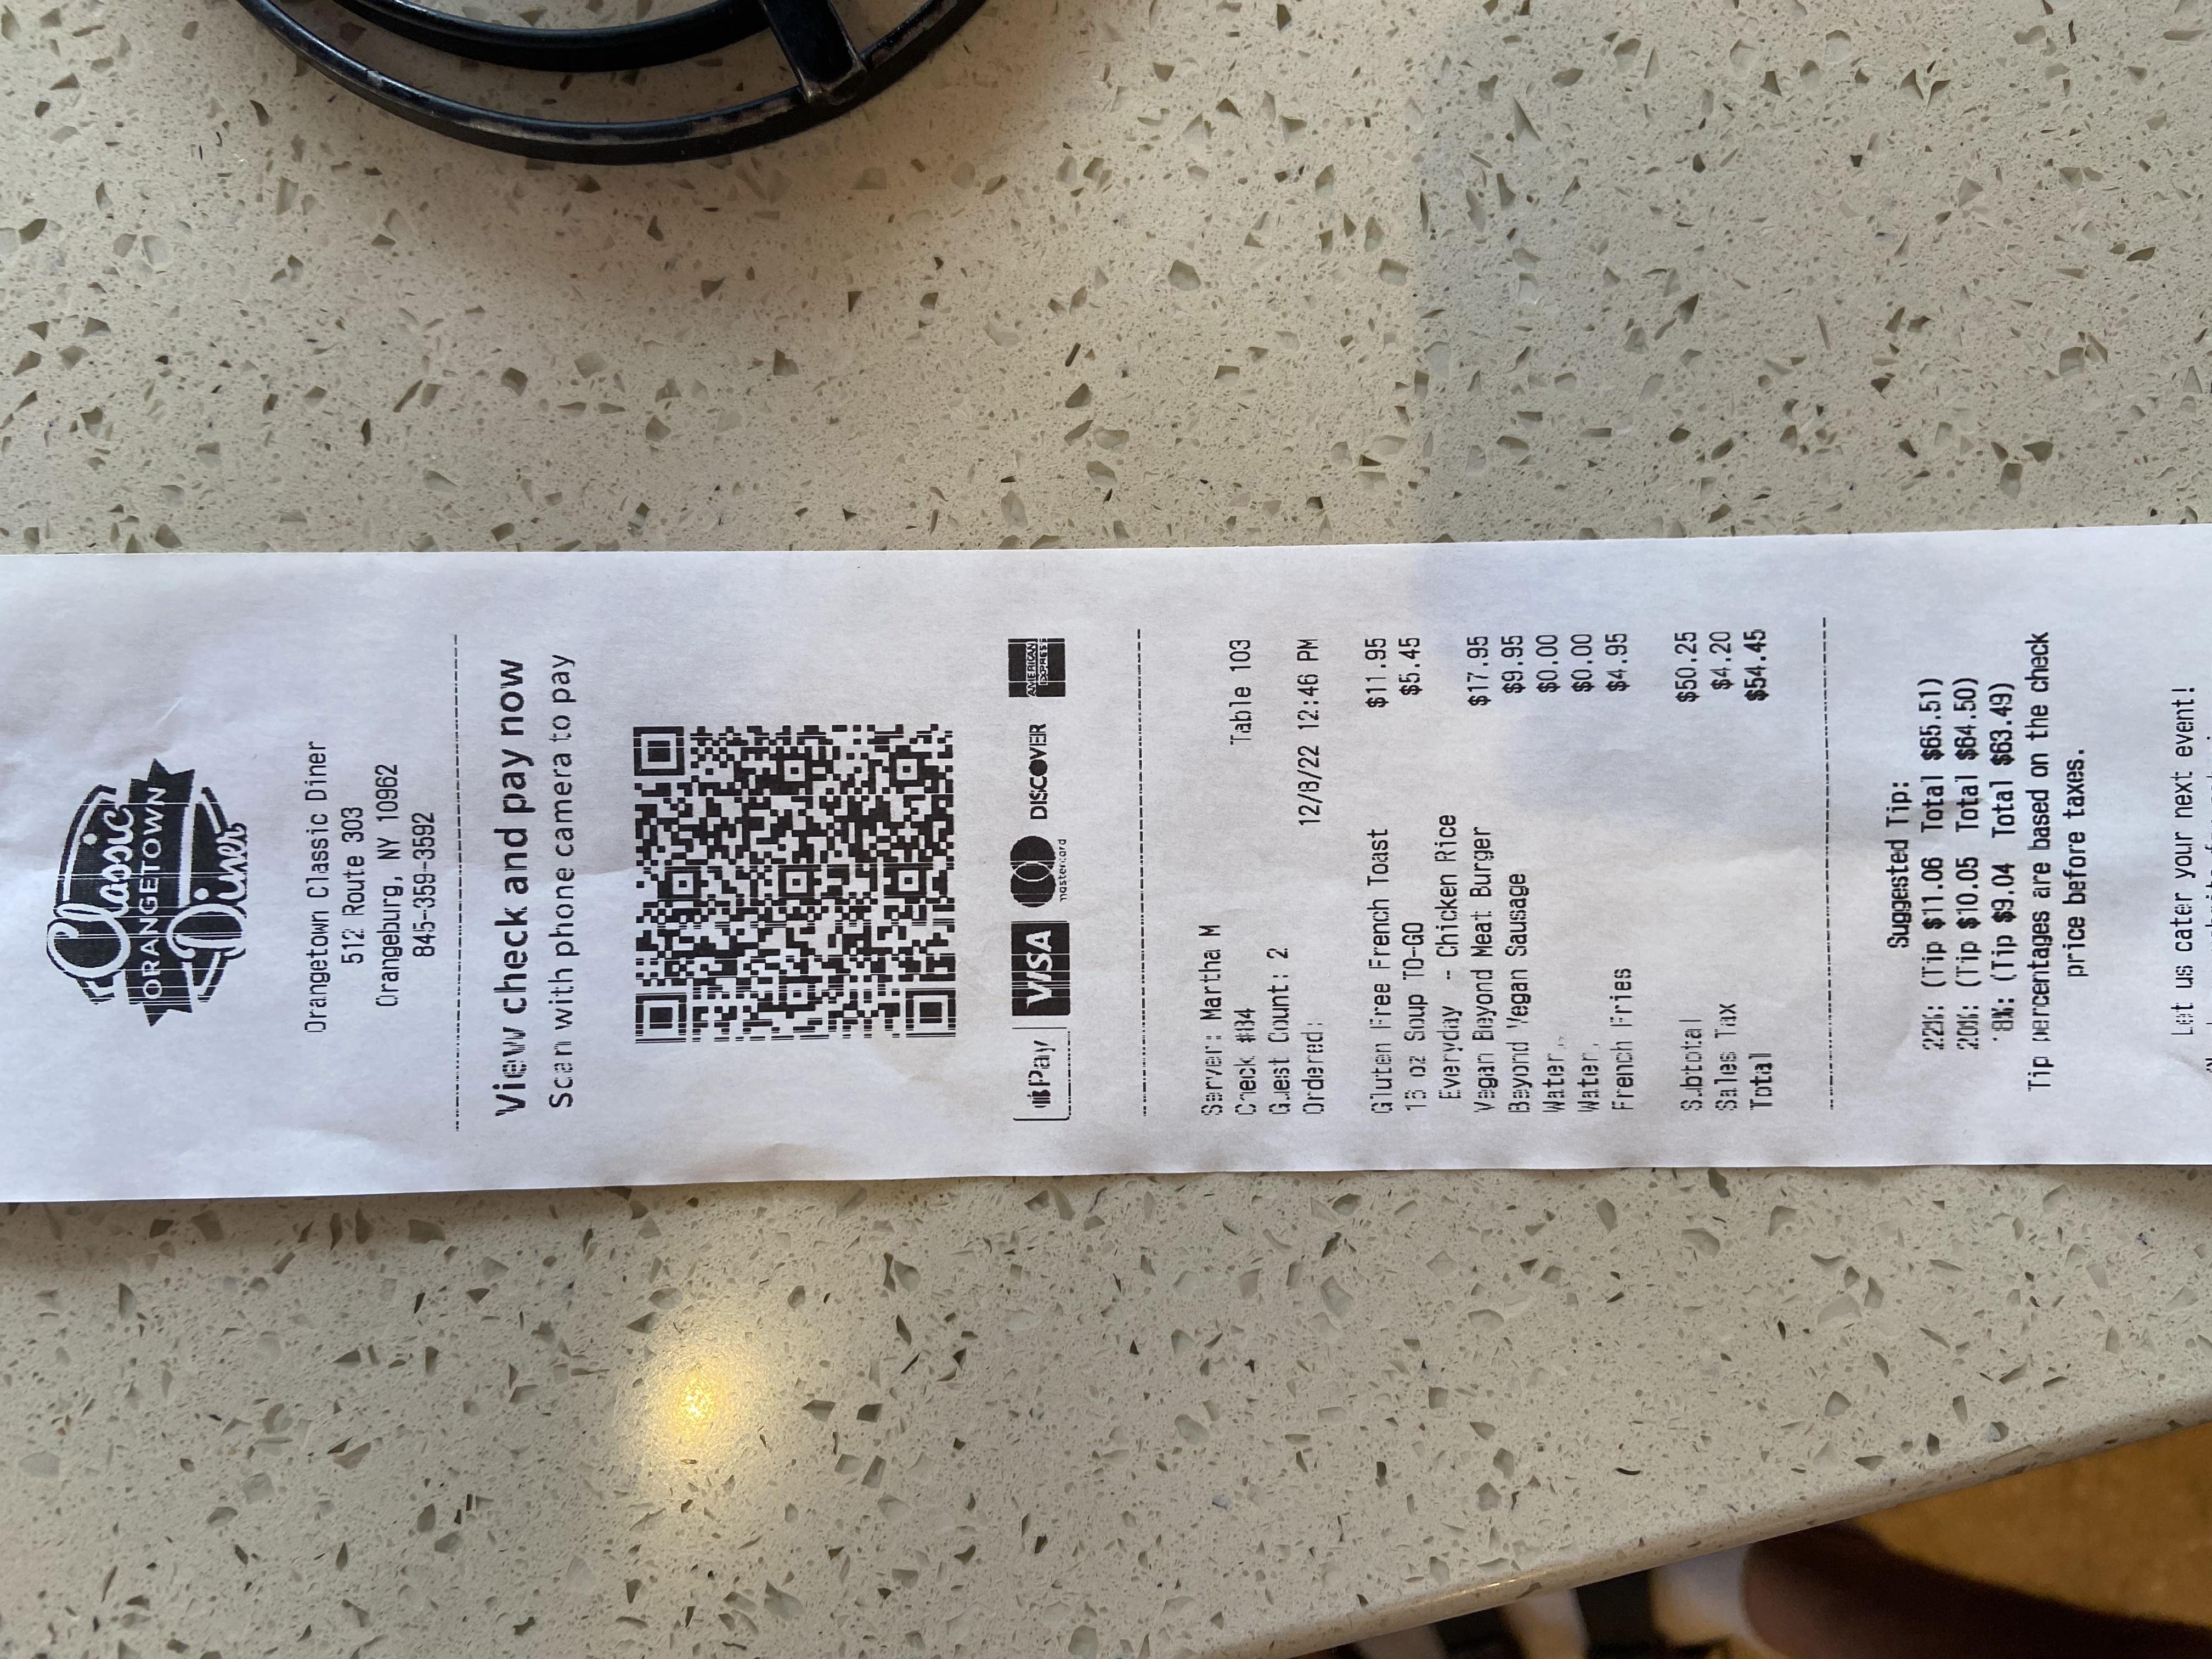 Classic
ORANGETOWN
Diner
Orangetown Classic Diner
512 Route 303
Orangeburg, NY 10962
845-359-3592
View check and pay now
Scan with phone camera to pay
Pay VISA mastercard DISCOVER AMERICAN EXPRESS
Server: Martha M
Check #84 Table 103
Guest Count: 2
Ordered: 12/8/22 12:46 PM
Gluten Free French Toast $11.95
16 oz Soup TO-GO $5.45
Everyday - Chicken Rice
Vegan Beyond Meat Burger $17.95
Beyond Vegan Sausage $9.95
Water. $0.00
Water. $0.00
French Fries $4.95
Subtotal $50.25
Sales Tax $4.20
Total $54.45
Suggested Tip:
22%: (Tip $11.06 Total $65.51)
20%: (Tip $10.05 Total $64.50)
18%: (Tip $9.04 Total $63.49)
Tip percentages are based on the check
price before taxes.
Let us cater your next event!